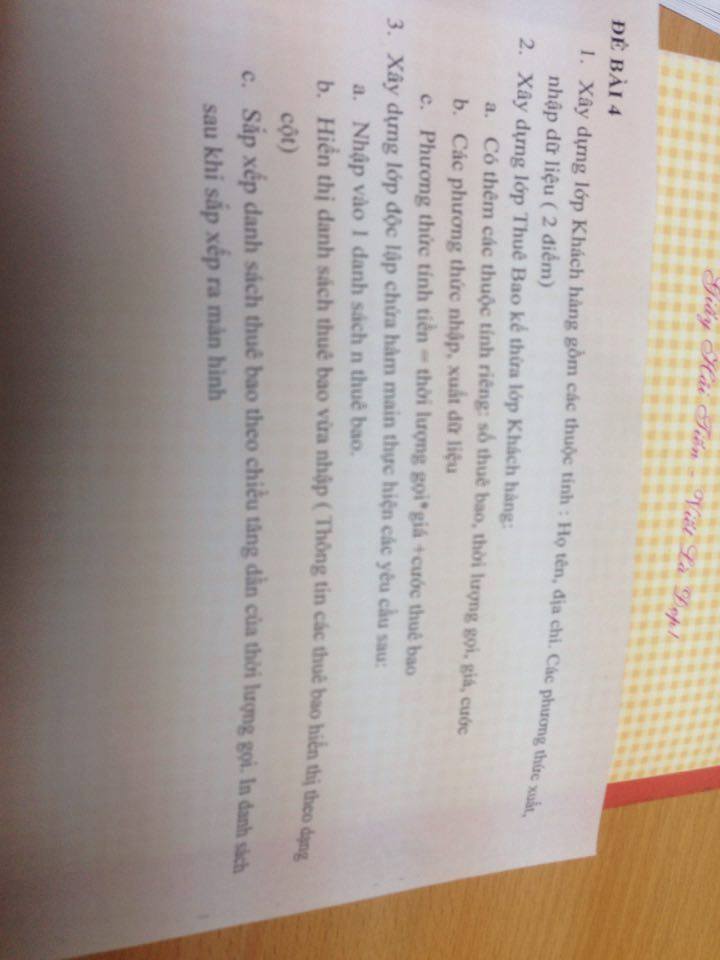 Giấy Hải Tiến - Viết Là Đẹp!
ĐỀ BÀI 4
1. Xây dựng lớp Khách hàng gồm các thuộc tính : Họ tên, địa chỉ. Các phương thức xuất,
nhập dữ liệu ( 2 điểm)
2. Xây dựng lớp Thuê Bao kế thừa lớp Khách hàng:
a. Có thêm các thuộc tính riêng: số thuê bao, thời lượng gọi, giá, cước
b. Các phương thức nhập, xuất dữ liệu
c. Phương thức tính tiền = thời lượng gọi*giá +cước thuê bao
3. Xây dựng lớp độc lập chứa hàm main thực hiện các yêu cầu sau:
a. Nhập vào 1 danh sách n thuê bao.
b. Hiển thị danh sách thuê bao vừa nhập ( Thông tin các thuê bao hiển thị theo dạng
cột)
c. Sắp xếp danh sách thuê bao theo chiều tăng dần của thời lượng gọi. In danh sách
sau khi sắp xếp ra màn hình